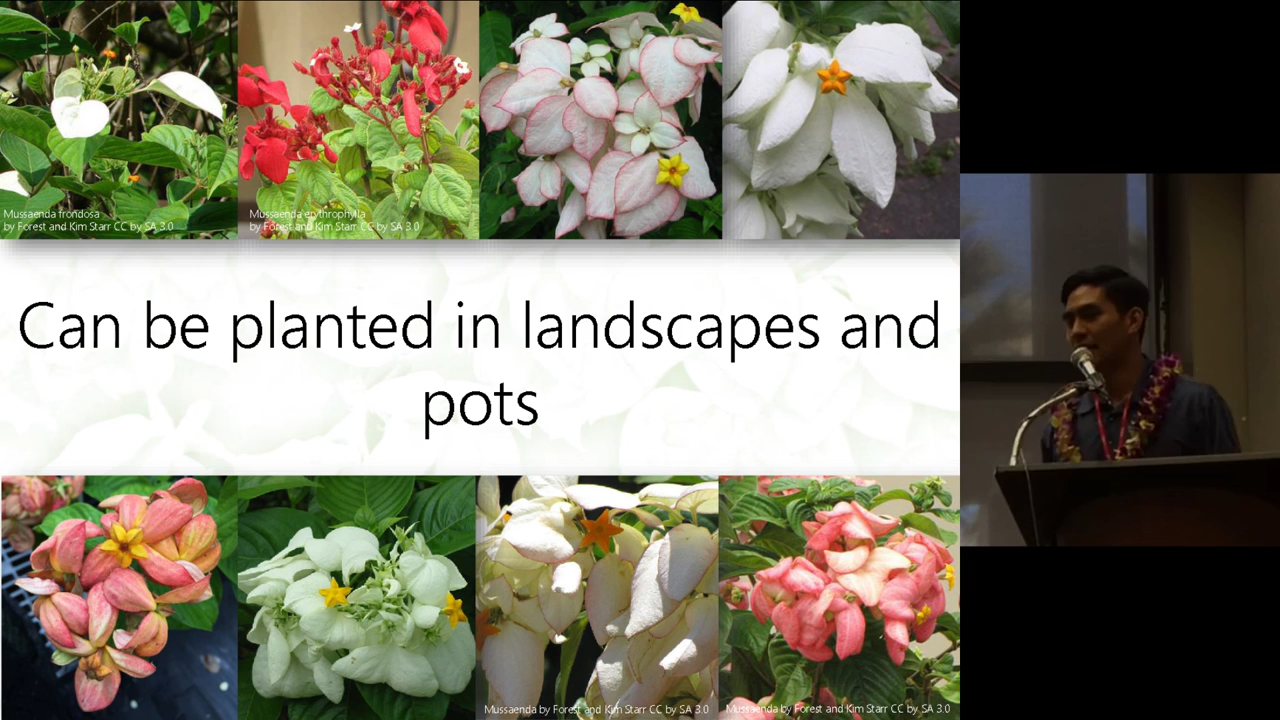 Mussaenda frondosa
by Forest and Kim Starr CC by SA 3.0
Mussaenda erythrophylla
by Forest and Kim Starr CC by SA 3.0
Can be planted in landscapes and
pots
Mussaenda by Forest and Kim Starr CC by SA 3.0
Mussaenda by Forest and Kim Starr CC by SA 3.0